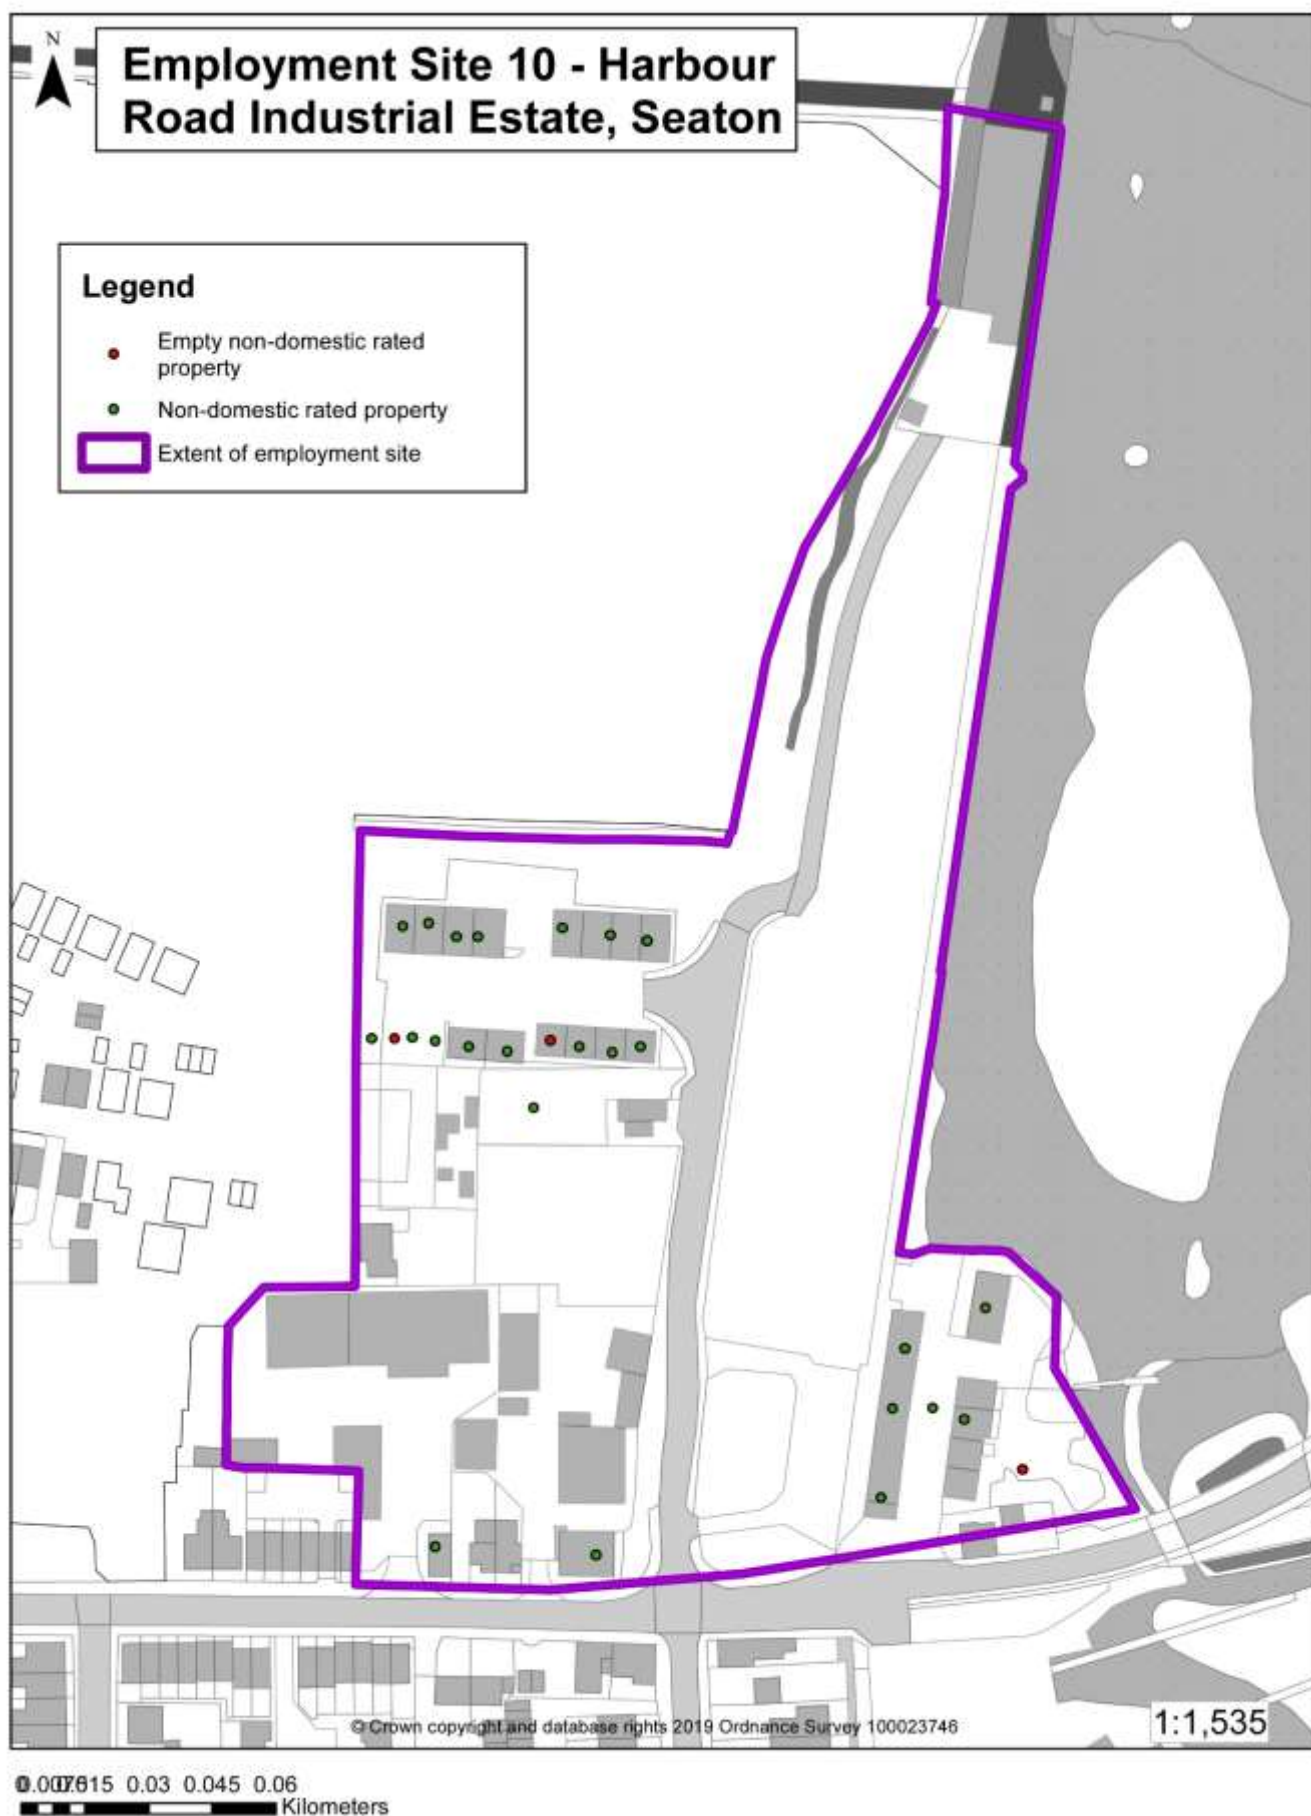 N
Employment Site 10 - Harbour
Road Industrial Estate, Seaton
Legend
Empty non-domestic rated
property
Non-domestic rated property
Extent of employment site
© Crown copyright and database rights 2019 Ordnance Survey 100023746
1:1,535
0.03 0.045 0.06
Kilometers